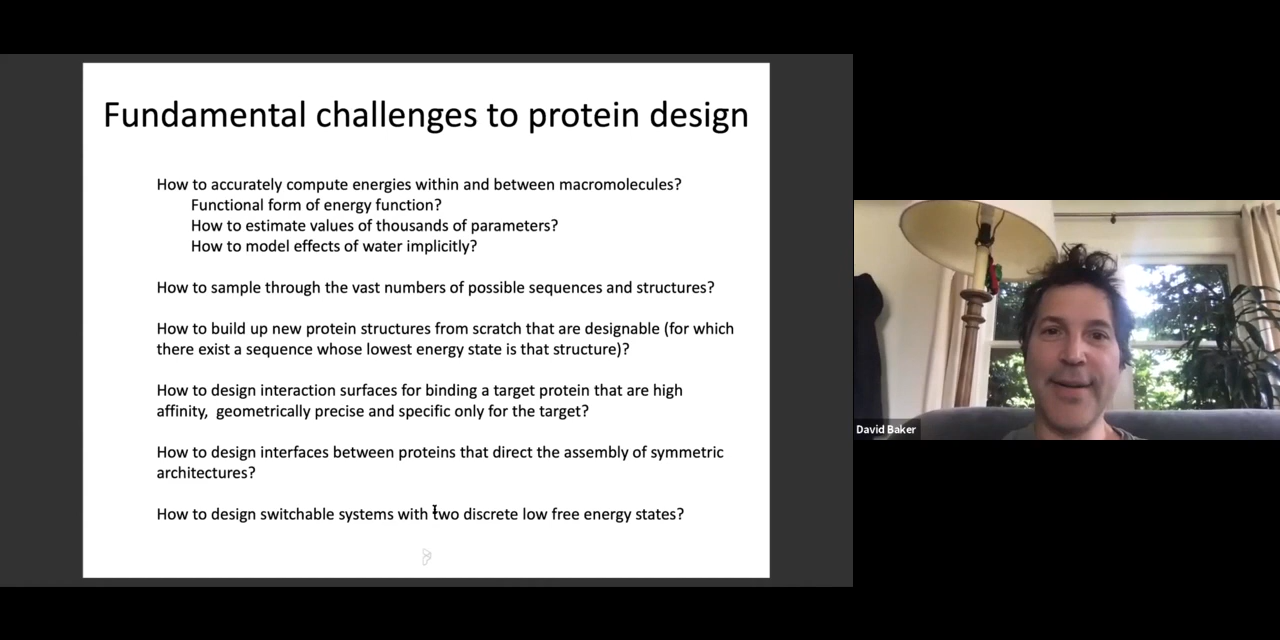 Fundamental challenges to protein design
How to accurately compute energies within and between macromolecules?
Functional form of energy function?
How to estimate values of thousands of parameters?
How to model effects of water implicitly?
How to sample through the vast numbers of possible sequences and structures?
How to build up new protein structures from scratch that are designable (for which
there exist a sequence whose lowest energy state is that structure)?
How to design interaction surfaces for binding a target protein that are high
affinity,  geometrically precise and specific only for the target?
How to design interfaces between proteins that direct the assembly of symmetric
architectures?
How to design switchable systems with two discrete low free energy states?
David Baker